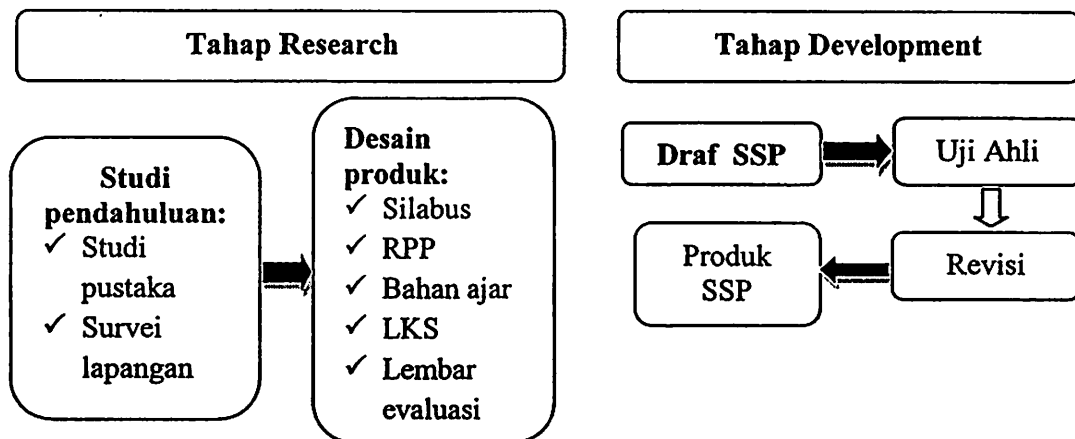 Tahap Research
Studi
pendahuluan:
✓ Studi
pustaka
✓ Survei
lapangan
Desain
produk:
✓ Silabus
✓ RPP
✓ Bahan ajar
✓ LKS
✓ Lembar
evaluasi
Tahap Development
Draf SSP
Uji Ahli
Revisi
Produk
SSP